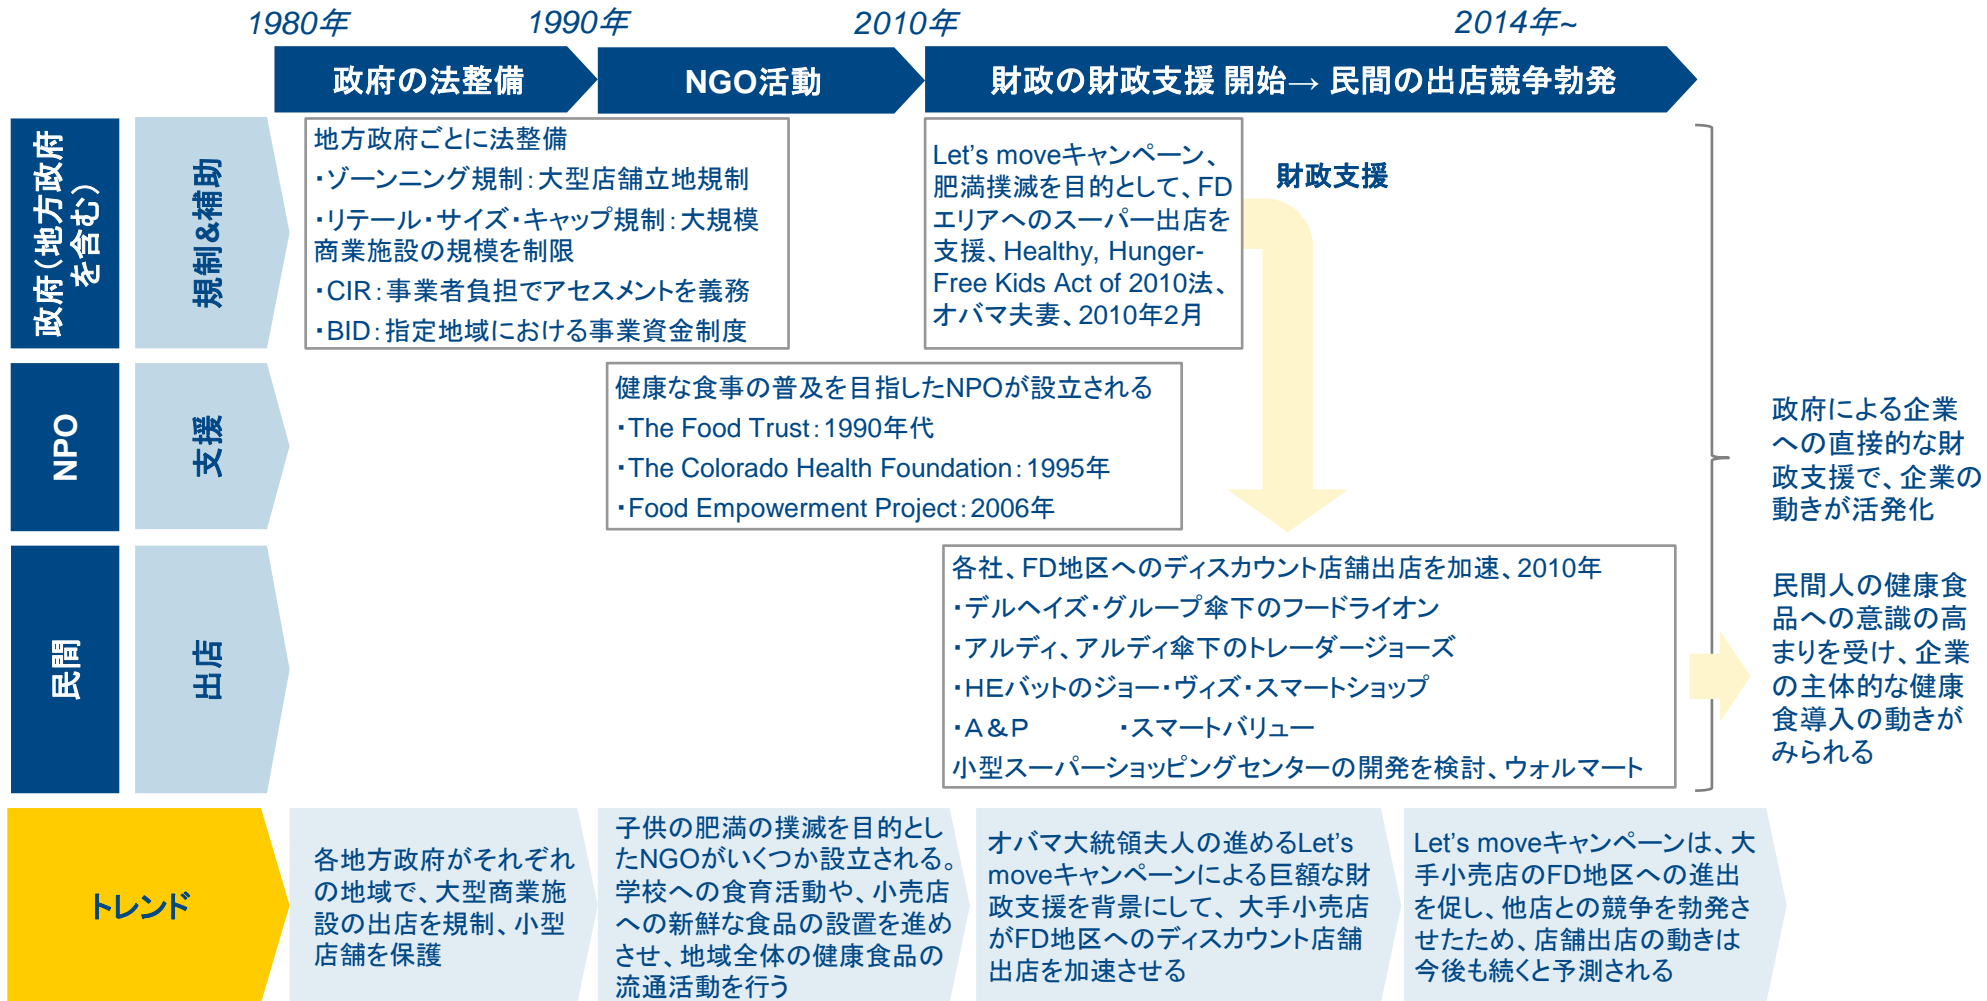 1980年
1990年
2010年
2014年~
政府の法整備
NGO活動
財政の財政支援 開始→ 民間の出店競争勃発
政府(地方政府
を含む)
規制&補助
地方政府ごとに法整備
・ゾーンニング規制：大型店舗立地規制
・リテール・サイズ・キャップ規制：大規模
商業施設の規模を制限
・CIR：事業者負担でアセスメントを義務
・BID：指定地域における事業資金制度
Let's moveキャンペーン、
肥満撲滅を目的として、FD
エリアへのスーパー出店を
支援、Healthy, Hunger-
Free Kids Act of 2010法、
オバマ夫妻、2010年2月
財政支援
NPO
支援
健康な食事の普及を目指したNPOが設立される
・The Food Trust：1990年代
・The Colorado Health Foundation：1995年
・Food Empowerment Project：2006年
民間
出店
各社、FD地区へのディスカウント店舗出店を加速、2010年
・デルヘイズ・グループ傘下のフードライオン
・アルディ、アルディ傘下のトレーダージョーズ
・HEバットのジョー・ヴィズ・スマートショップ
・A＆P ・スマートバリュー
小型スーパーショッピングセンターの開発を検討、ウォルマート
政府による企業
への直接的な財
政支援で、企業の
動きが活発化
民間人の健康食
品への意識の高
まりを受け、企業
の主体的な健康
食導入の動きが
みられる
トレンド
各地方政府がそれぞれ
の地域で、大型商業施
設の出店を規制、小型
店舗を保護
子供の肥満の撲滅を目的とし
たNGOがいくつか設立される。
学校への食育活動や、小売店
への新鮮な食品の設置を進め
させ、地域全体の健康食品の
流通活動を行う
オバマ大統領夫人の進めるLet's
moveキャンペーンによる巨額な財
政支援を背景にして、 大手小売店
がFD地区へのディスカウント店舗
出店を加速させる
Let's moveキャンペーンは、大
手小売店のFD地区への進出
を促し、他店との競争を勃発さ
せたため、店舗出店の動きは
今後も続くと予測される